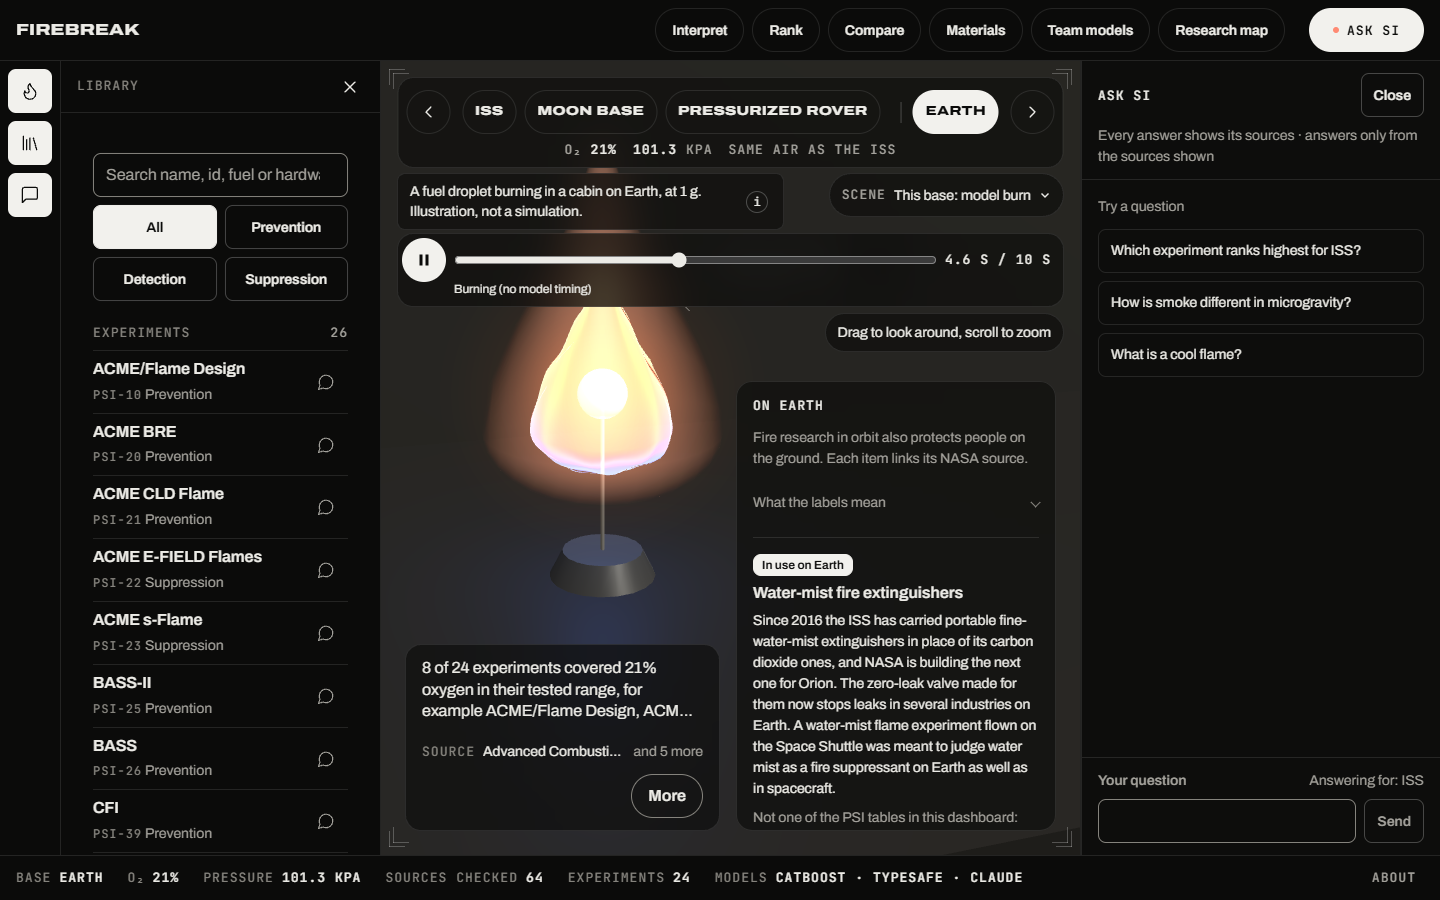 FIREBREAK
Interpret
Rank
Compare
Materials
Team models
Research map
ASK SI
LIBRARY
Search name, id, fuel or hardw
All
Prevention
Detection
Suppression
EXPERIMENTS 26
ACME/Flame Design
PSI-10 Prevention
ACME BRE
PSI-20 Prevention
ACME CLD Flame
PSI-21 Prevention
ACME E-FIELD Flames
PSI-22 Suppression
ACME s-Flame
PSI-23 Suppression
BASS-II
PSI-25 Prevention
BASS
PSI-26 Prevention
CFI
PSI-39 Prevention
ISS
MOON BASE
PRESSURIZED ROVER
EARTH
O₂ 21% 101.3 KPA SAME AIR AS THE ISS
A fuel droplet burning in a cabin on Earth, at 1 g.
Illustration, not a simulation.
i
SCENE This base: model burn
4.6 S / 10 S
Burning (no model timing)
Drag to look around, scroll to zoom
ON EARTH
Fire research in orbit also protects people on
the ground. Each item links its NASA source.
What the labels mean
In use on Earth
Water-mist fire extinguishers
Since 2016 the ISS has carried portable fine-
water-mist extinguishers in place of its carbon
dioxide ones, and NASA is building the next
one for Orion. The zero-leak valve made for
them now stops leaks in several industries on
Earth. A water-mist flame experiment flown on
the Space Shuttle was meant to judge water
mist as a fire suppressant on Earth as well as
in spacecraft.
Not one of the PSI tables in this dashboard:
8 of 24 experiments covered 21%
oxygen in their tested range, for
example ACME/Flame Design, ACM...
SOURCE Advanced Combusti... and 5 more
More
ASK SI
Close
Every answer shows its sources · answers only from
the sources shown
Try a question
Which experiment ranks highest for ISS?
How is smoke different in microgravity?
What is a cool flame?
Your question
Answering for: ISS
Send
BASE EARTH O₂ 21% PRESSURE 101.3 KPA SOURCES CHECKED 64 EXPERIMENTS 24 MODELS CATBOOST · TYPESAFE · CLAUDE ABOUT